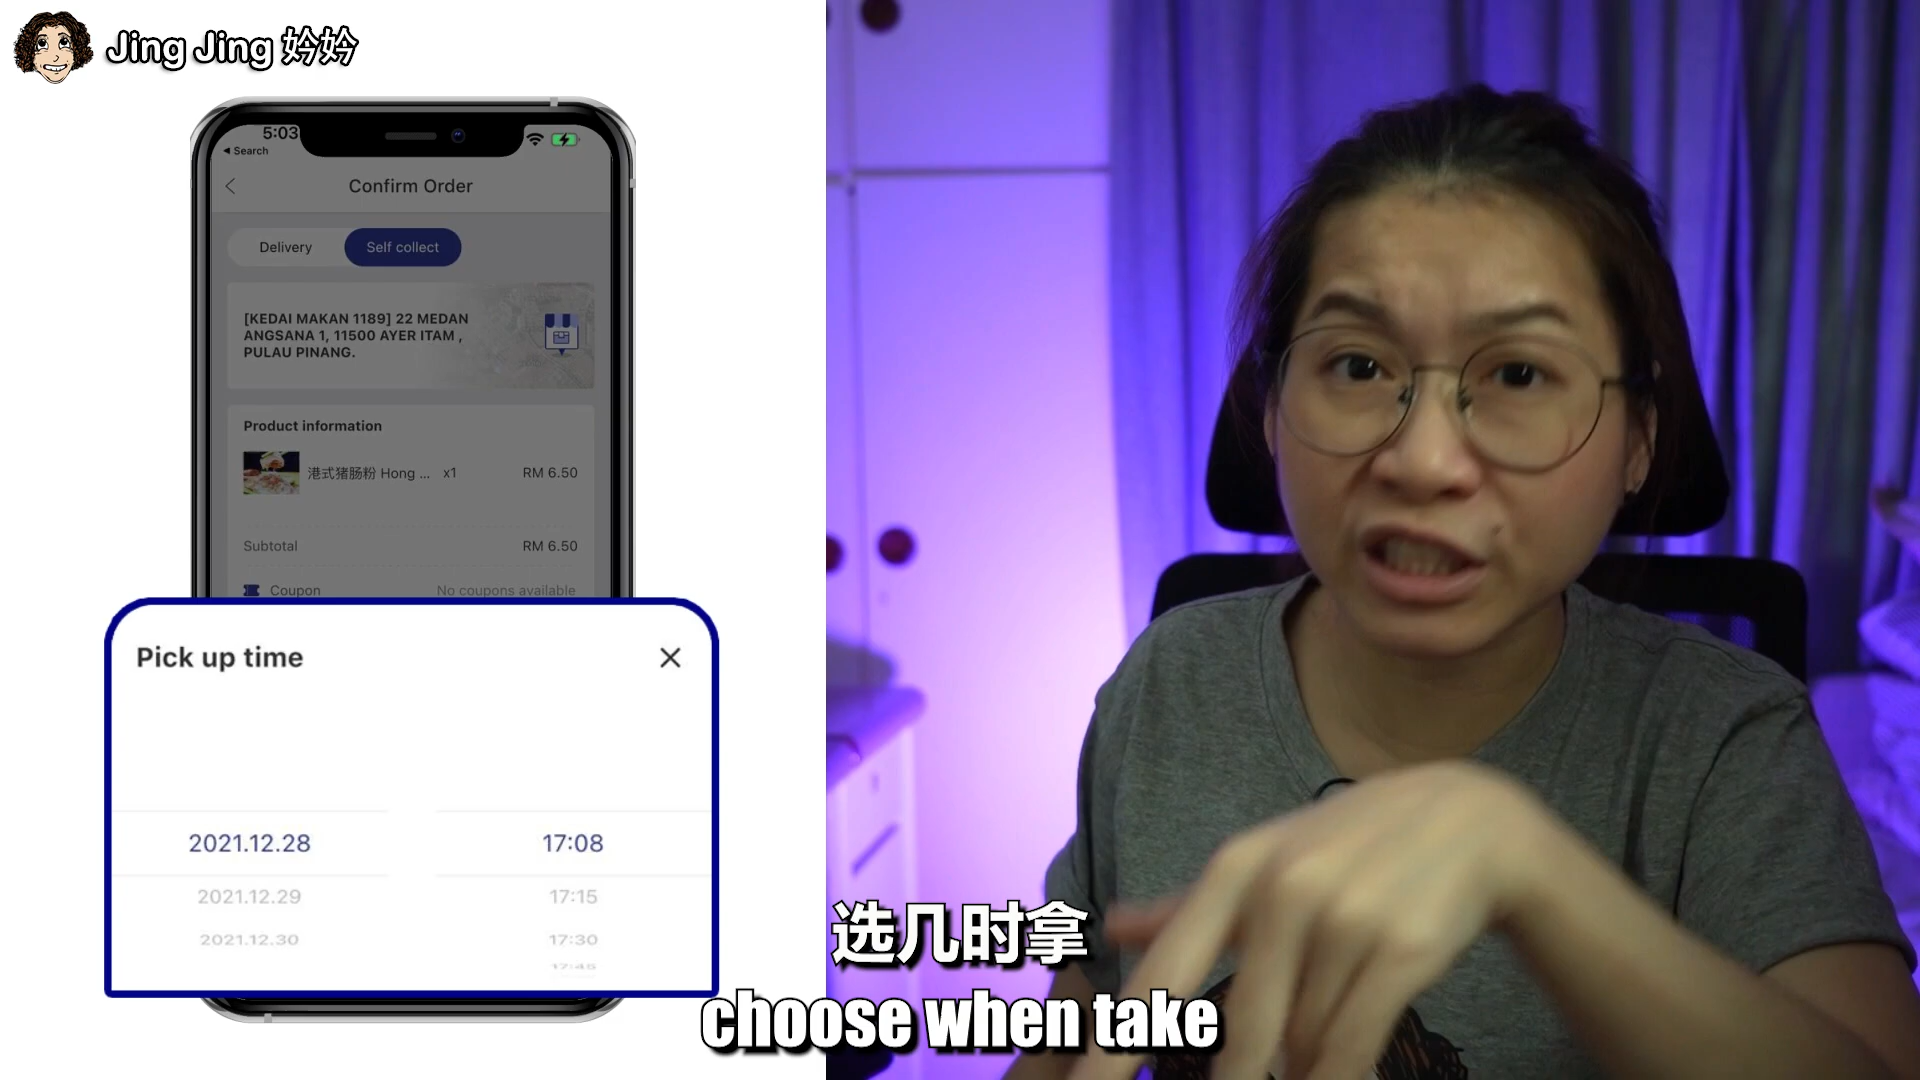 Jing Jing 妗妗
5:03
Search
Confirm Order
Delivery
Self collect
[KEDAI MAKAN 1189] 22 MEDAN
ANGSANA 1, 11500 AYER ITAM ,
PULAU PINANG.
Product information
港式猪肠粉 Hong ... x1 RM 6.50
Subtotal RM 6.50
Coupon No coupons available
Pick up time
2021.12.28 17:08
2021.12.29 17:15
2021.12.30 17:30
17:45
选几时拿
choose when take